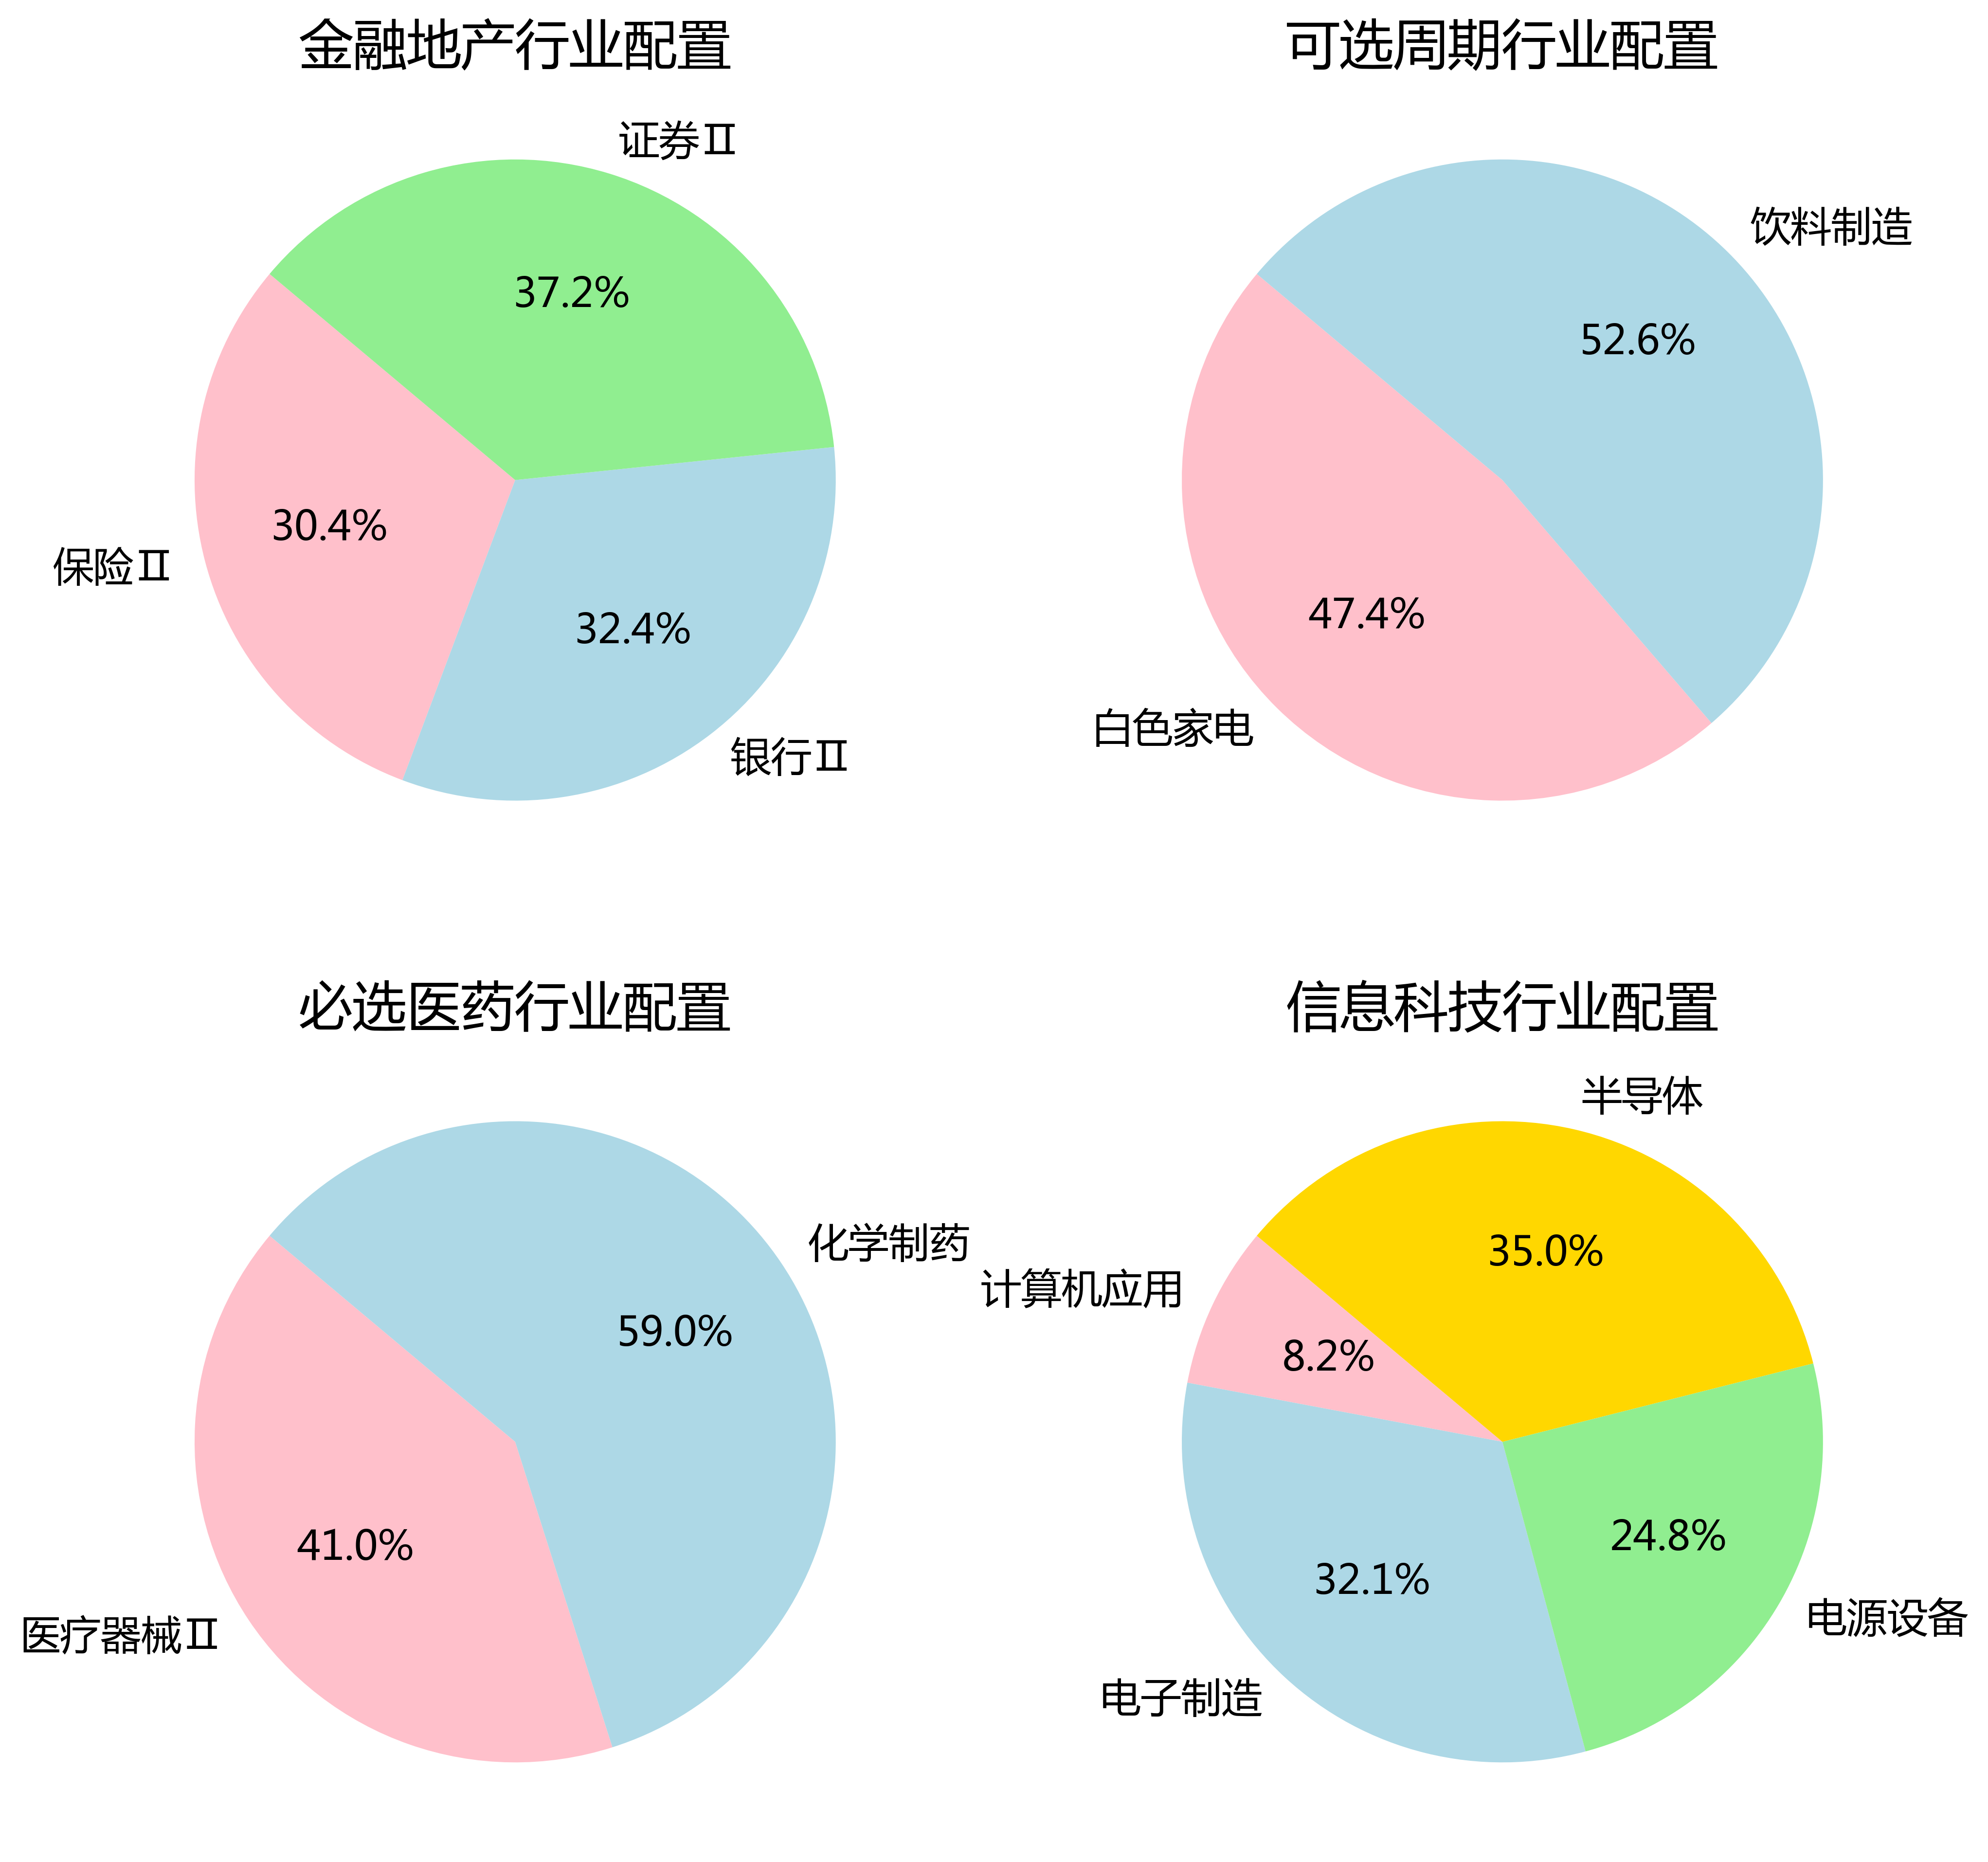 金融地产行业配置
证券Ⅱ
37.2%
30.4%
保险Ⅱ
32.4%
银行Ⅱ
可选周期行业配置
饮料制造
52.6%
47.4%
白色家电
必选医药行业配置
化学制药
59.0%
41.0%
医疗器械Ⅱ
信息科技行业配置
半导体
35.0%
计算机应用
8.2%
24.8%
32.1%
电源设备
电子制造